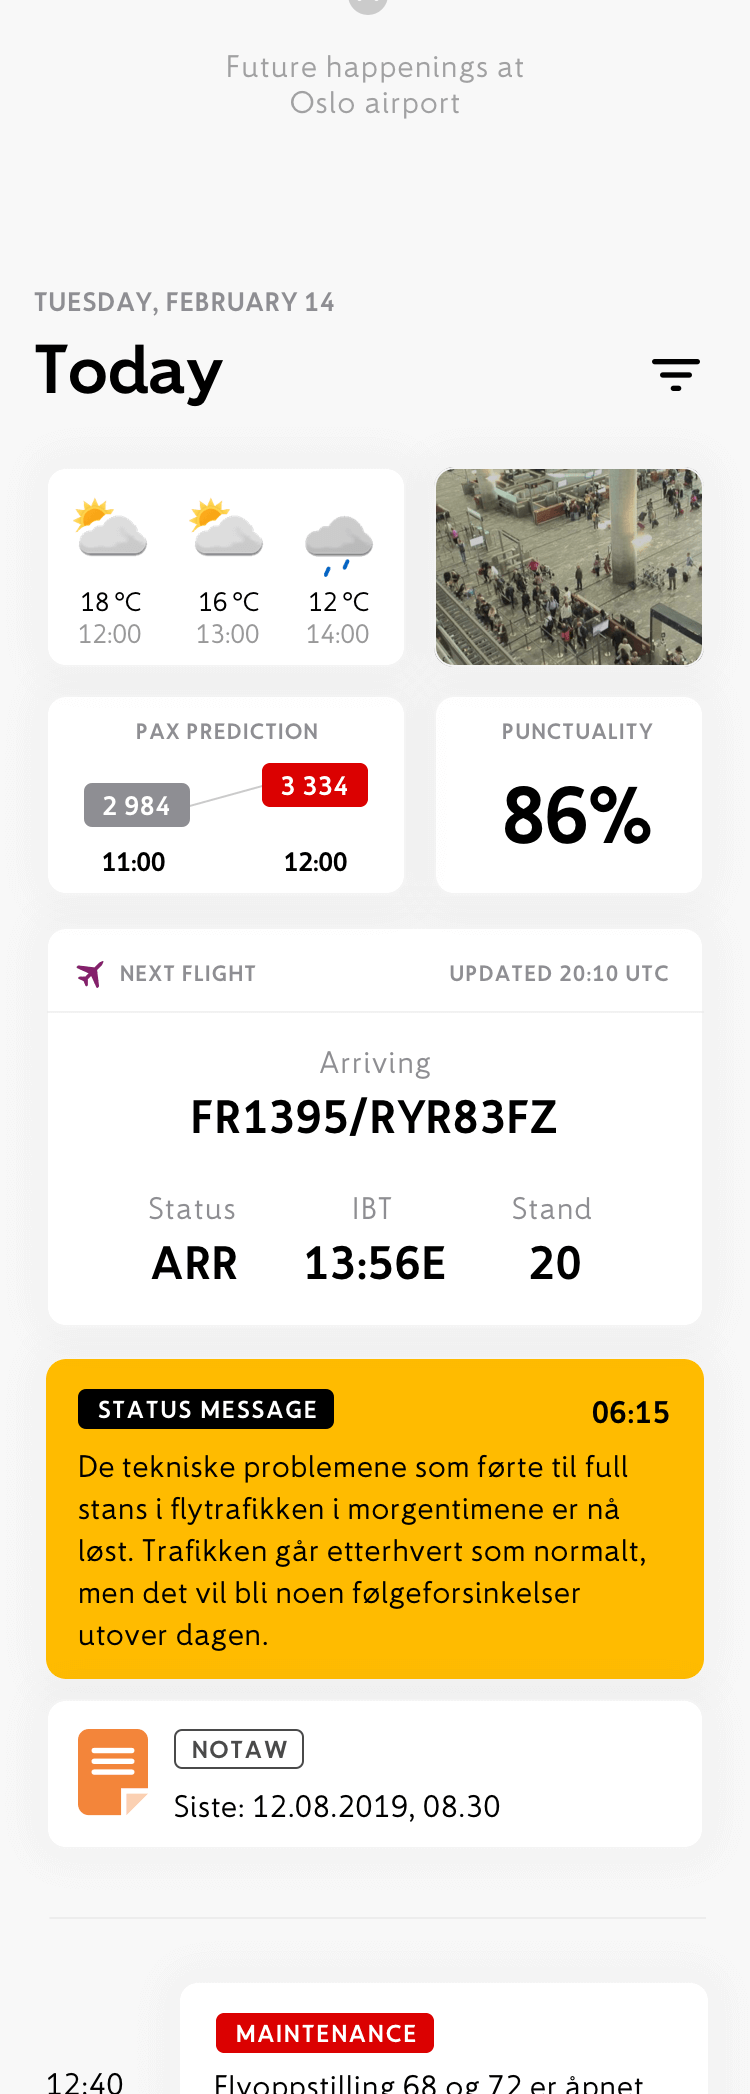 Future happenings at
Oslo airport
TUESDAY, FEBRUARY 14
Today
18 °C 16 °C 12 °C
12:00 13:00 14:00
PAX PREDICTION
2 984 3 334
11:00 12:00
PUNCTUALITY
86%
NEXT FLIGHT UPDATED 20:10 UTC
Arriving
FR1395/RYR83FZ
Status IBT Stand
ARR 13:56E 20
STATUS MESSAGE 06:15
De tekniske problemene som førte til full
stans i flytrafikken i morgentimene er nå
løst. Trafikken går etterhvert som normalt,
men det vil bli noen følgeforsinkelser
utover dagen.
NOTAW
Siste: 12.08.2019, 08.30
MAINTENANCE
12:40 Flyoppstilling 68 og 72 er åpnet